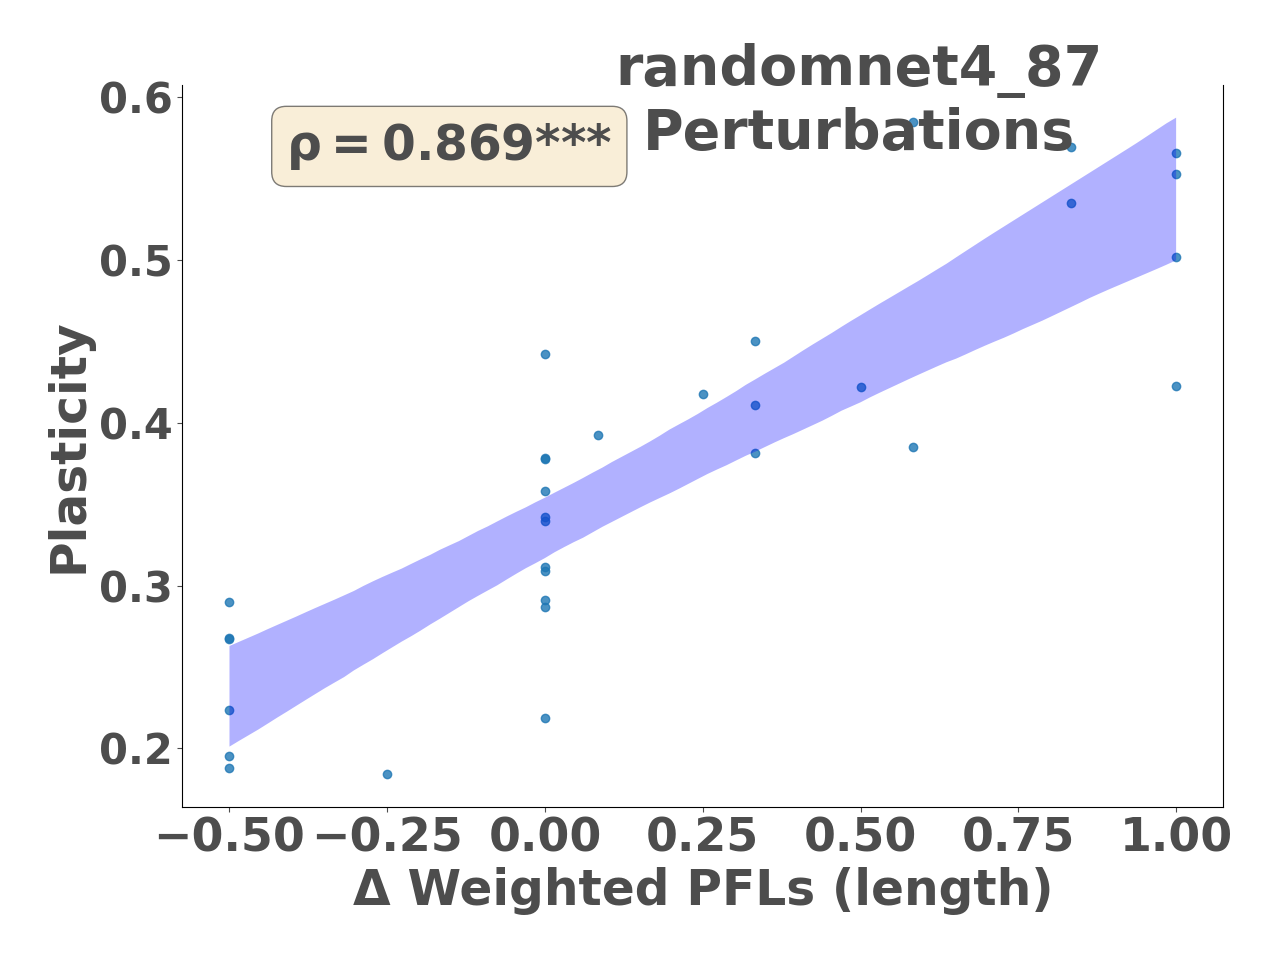 randomnet4_87
Perturbations
ρ = 0.869***
0.6
0.5
0.4
0.3
0.2
Plasticity
−0.50 −0.25 0.00 0.25 0.50 0.75 1.00
Δ Weighted PFLs (length)